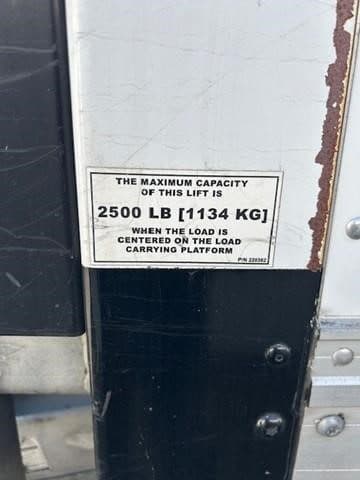 THE MAXIMUM CAPACITY
OF THIS LIFT IS
2500 LB [1134 KG]
WHEN THE LOAD IS
CENTERED ON THE LOAD
CARRYING PLATFORM